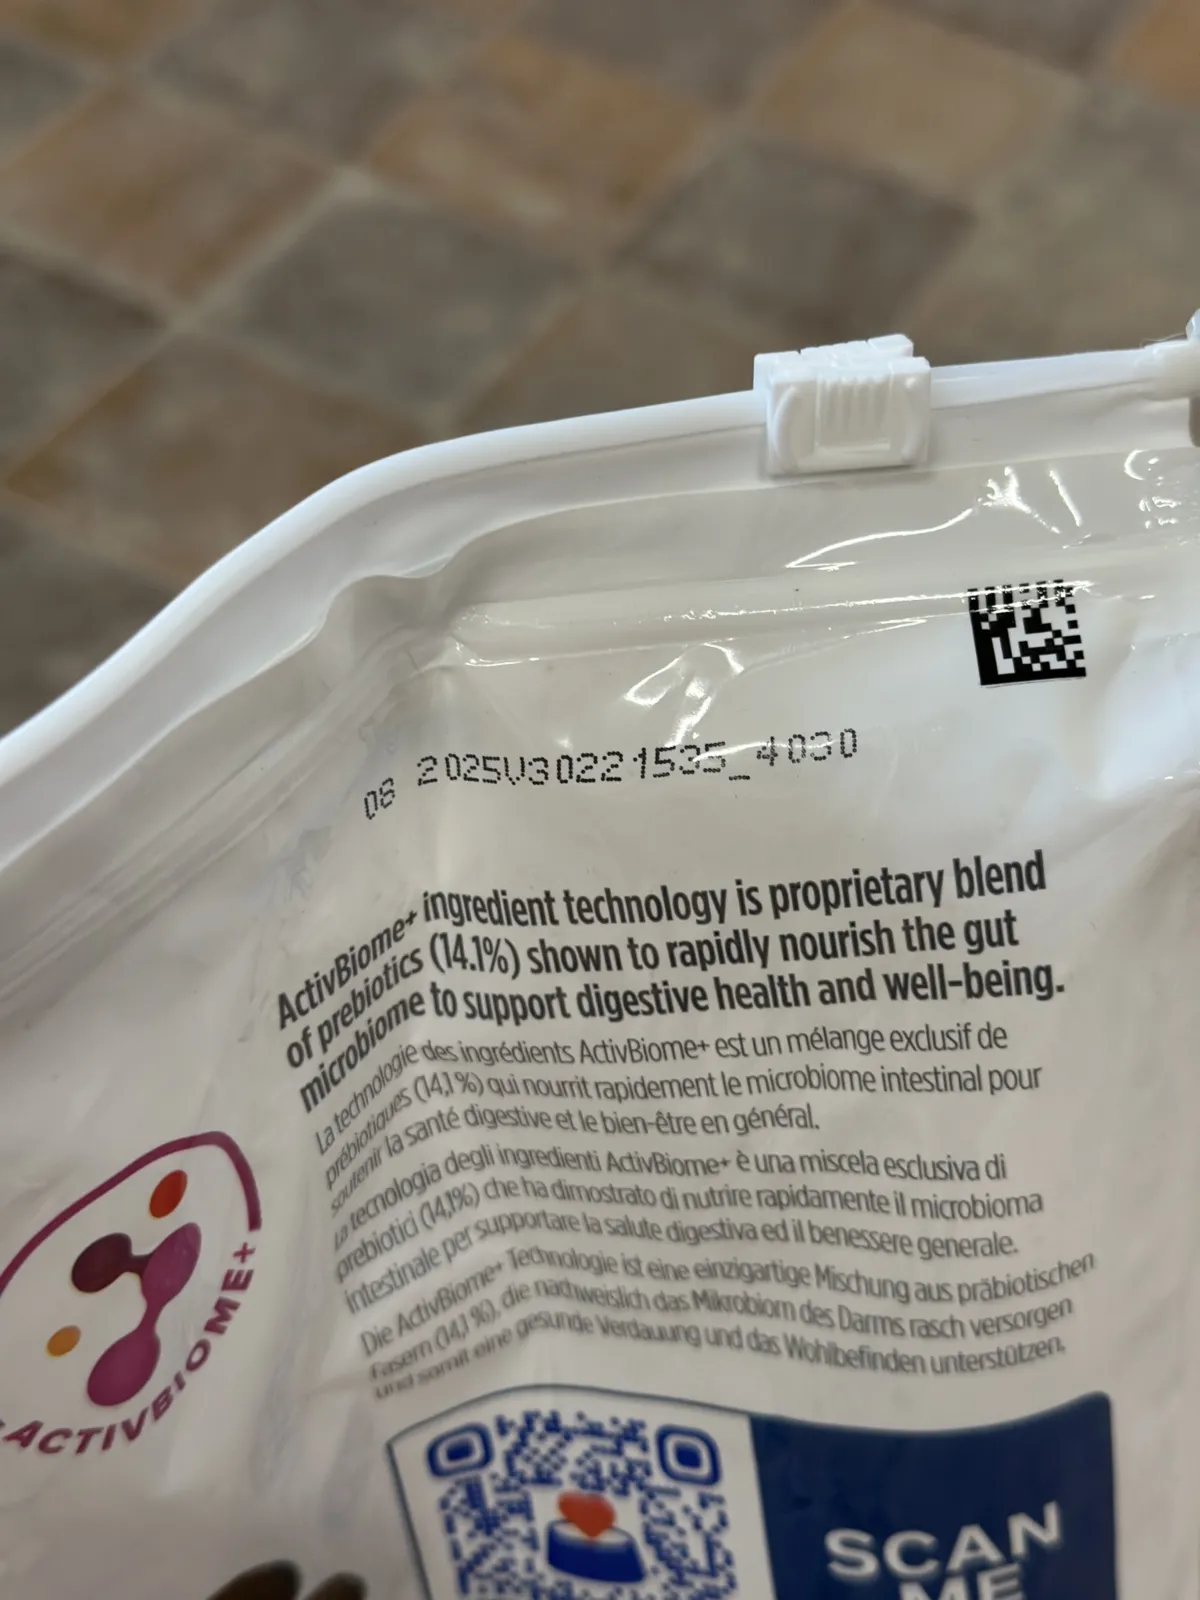 08 2025V30221535_4030
ActivBiome+ ingredient technology is proprietary blend
of prebiotics (14.1%) shown to rapidly nourish the gut
microbiome to support digestive health and well-being.
La technologie des ingrédients ActivBiome+ est un mélange exclusif de
prébiotiques (14,1%) qui nourrit rapidement le microbiome intestinal pour
soutenir la santé digestive et le bien-être en général.
La tecnologia degli ingredienti ActivBiome+ è una miscela esclusiva di
prebiotici (14,1%) che ha dimostrato di nutrire rapidamente il microbioma
intestinale per supportare la salute digestiva ed il benessere generale.
Die ActivBiome+ Technologie ist eine einzigartige Mischung aus präbiotischen
Fasern (14,1 %), die nachweislich das Mikrobiom des Darms rasch versorgen
und somit eine gesunde Verdauung und das Wohlbefinden unterstützen.
ACTIVBIOME+
SCAN
ME